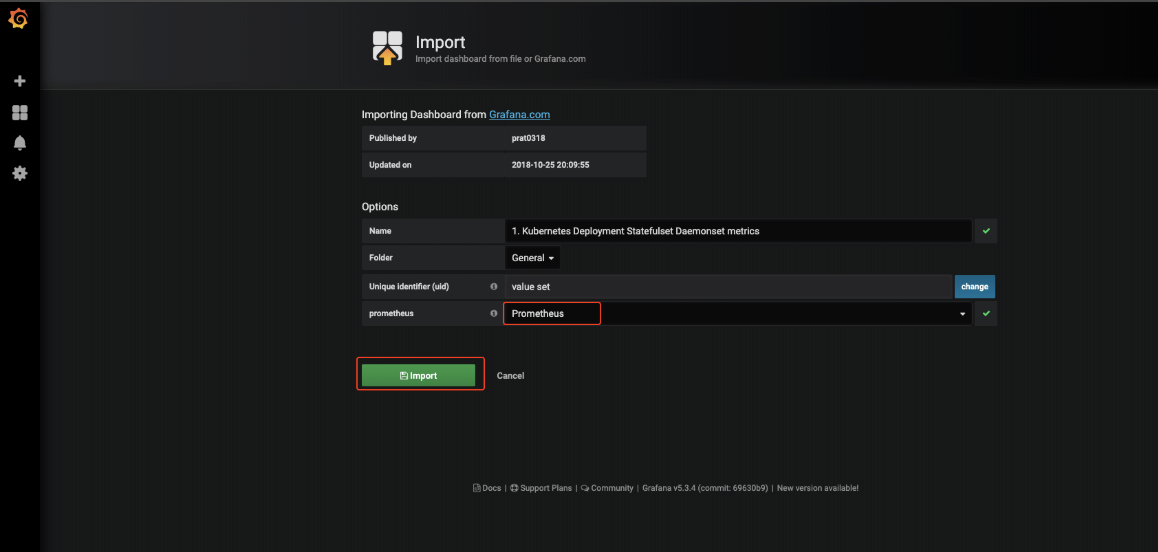 Import
Import dashboard from file or Grafana.com
Importing Dashboard from Grafana.com
Published by prat0318
Updated on 2018-10-25 20:09:55
Options
Name 1. Kubernetes Deployment Statefulset Daemonset metrics
Folder General
Unique identifier (uid) value set change
prometheus Prometheus
Import Cancel
Docs | Support Plans | Community | Grafana v5.3.4 (commit: 69630b9) | New version available!